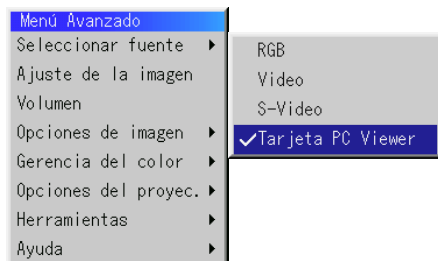 Menú Avanzado
Seleccionar fuente
Ajuste de la imagen
Volumen
Opciones de imagen
Gerencia del color
Opciones del proyec.
Herramientas
Ayuda
RGB
Video
S-Video
Tarjeta PC Viewer